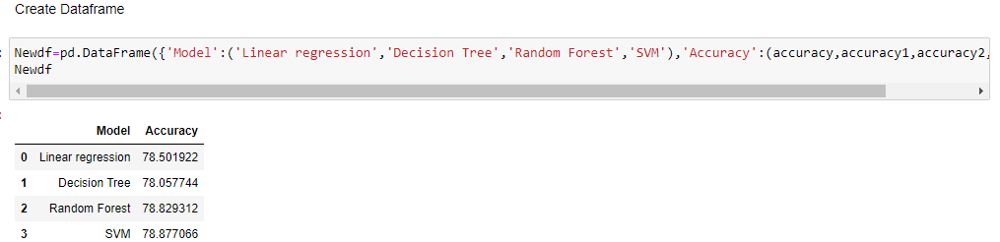 Create Dataframe
Newdf=pd.DataFrame({'Model':('Linear regression','Decision Tree','Random Forest','SVM'),'Accuracy':(accuracy,accuracy1,accuracy2,
Newdf
Model Accuracy
0 Linear regression 78.501922
1 Decision Tree 78.057744
2 Random Forest 78.829312
3 SVM 78.877066